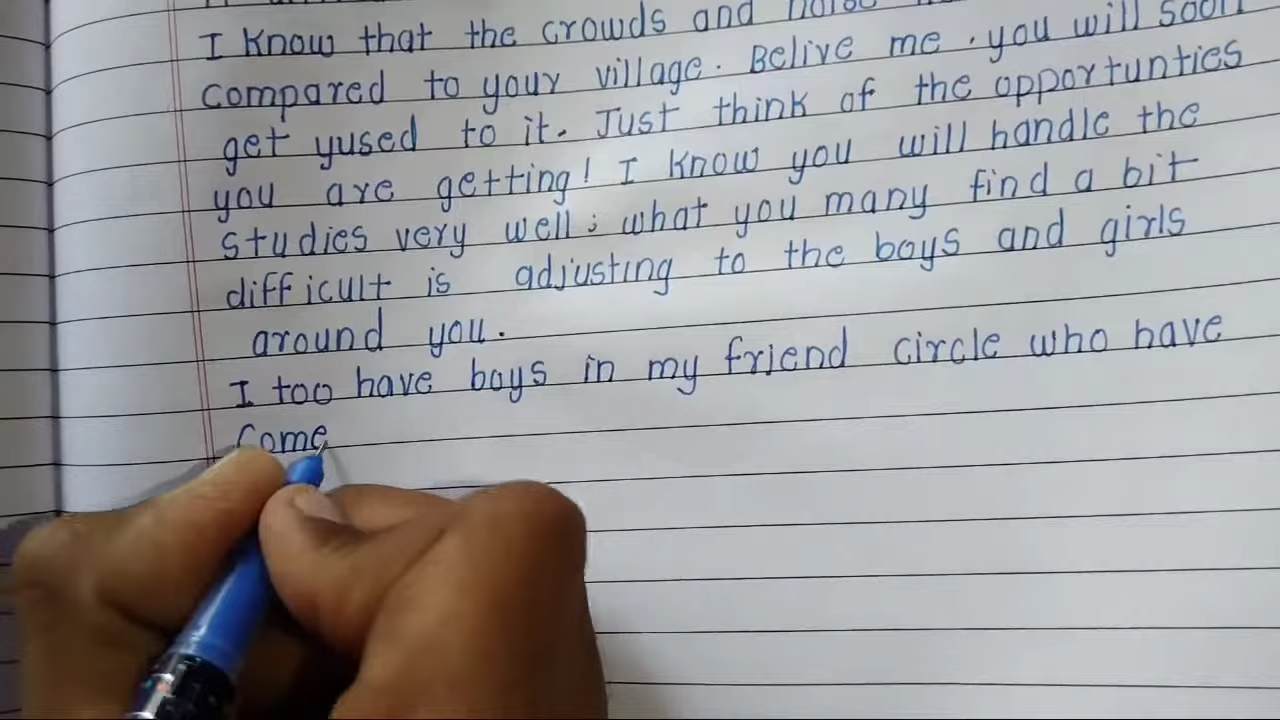 I know that the crowds and noise
compared to your village. Belive me, you will soon
get yused to it. Just think of the opportunties
you are getting! I know you will handle the
studies very well; what you many find a bit
difficult is adjusting to the boys and girls
around you.
I too have boys in my friend circle who have
Come